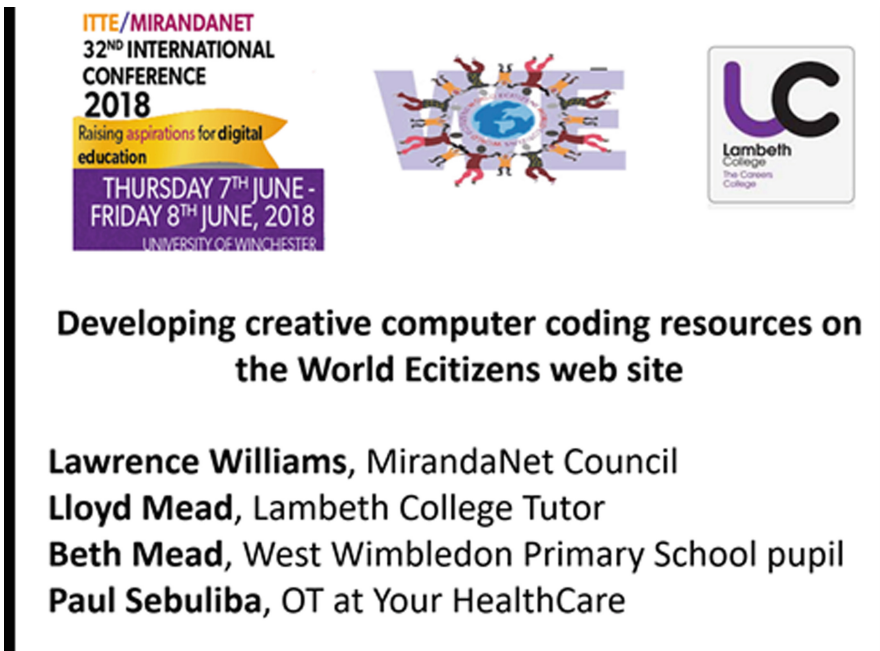 ITTE/MIRANDANET
32ND INTERNATIONAL
CONFERENCE
2018
Raising aspirations for digital
education
THURSDAY 7TH JUNE -
FRIDAY 8TH JUNE, 2018
UNIVERSITY OF WINCHESTER
WE
LC
Lambeth
College
The Careers
College
Developing creative computer coding resources on
the World Ecitizens web site
Lawrence Williams, MirandaNet Council
Lloyd Mead, Lambeth College Tutor
Beth Mead, West Wimbledon Primary School pupil
Paul Sebuliba, OT at Your HealthCare